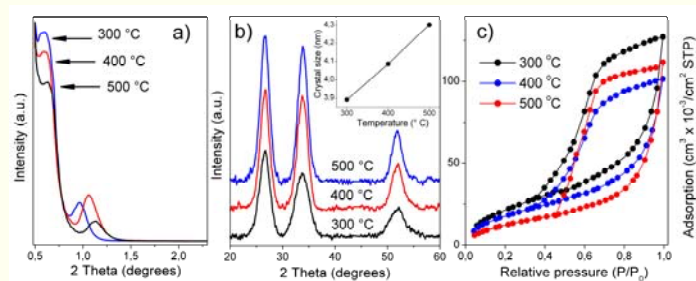 a)
300 °C
400 °C
500 °C
Intensity (a.u.)
0.5 1.0 1.5 2.0
2 Theta (degrees)
b)
Crystal size (nm)
4.3
4.2
4.1
4.0
3.9
300 400 500
Temperature (° C)
500 °C
400 °C
300 °C
Intensity (a.u.)
20 30 40 50 60
2 Theta (degrees)
c)
300 °C
400 °C
500 °C
100
50
0
0,0 0,2 0,4 0,6 0,8 1,0
Relative pressure (P/P0)
Adsorption (cm³ x 10⁻³/cm² STP)